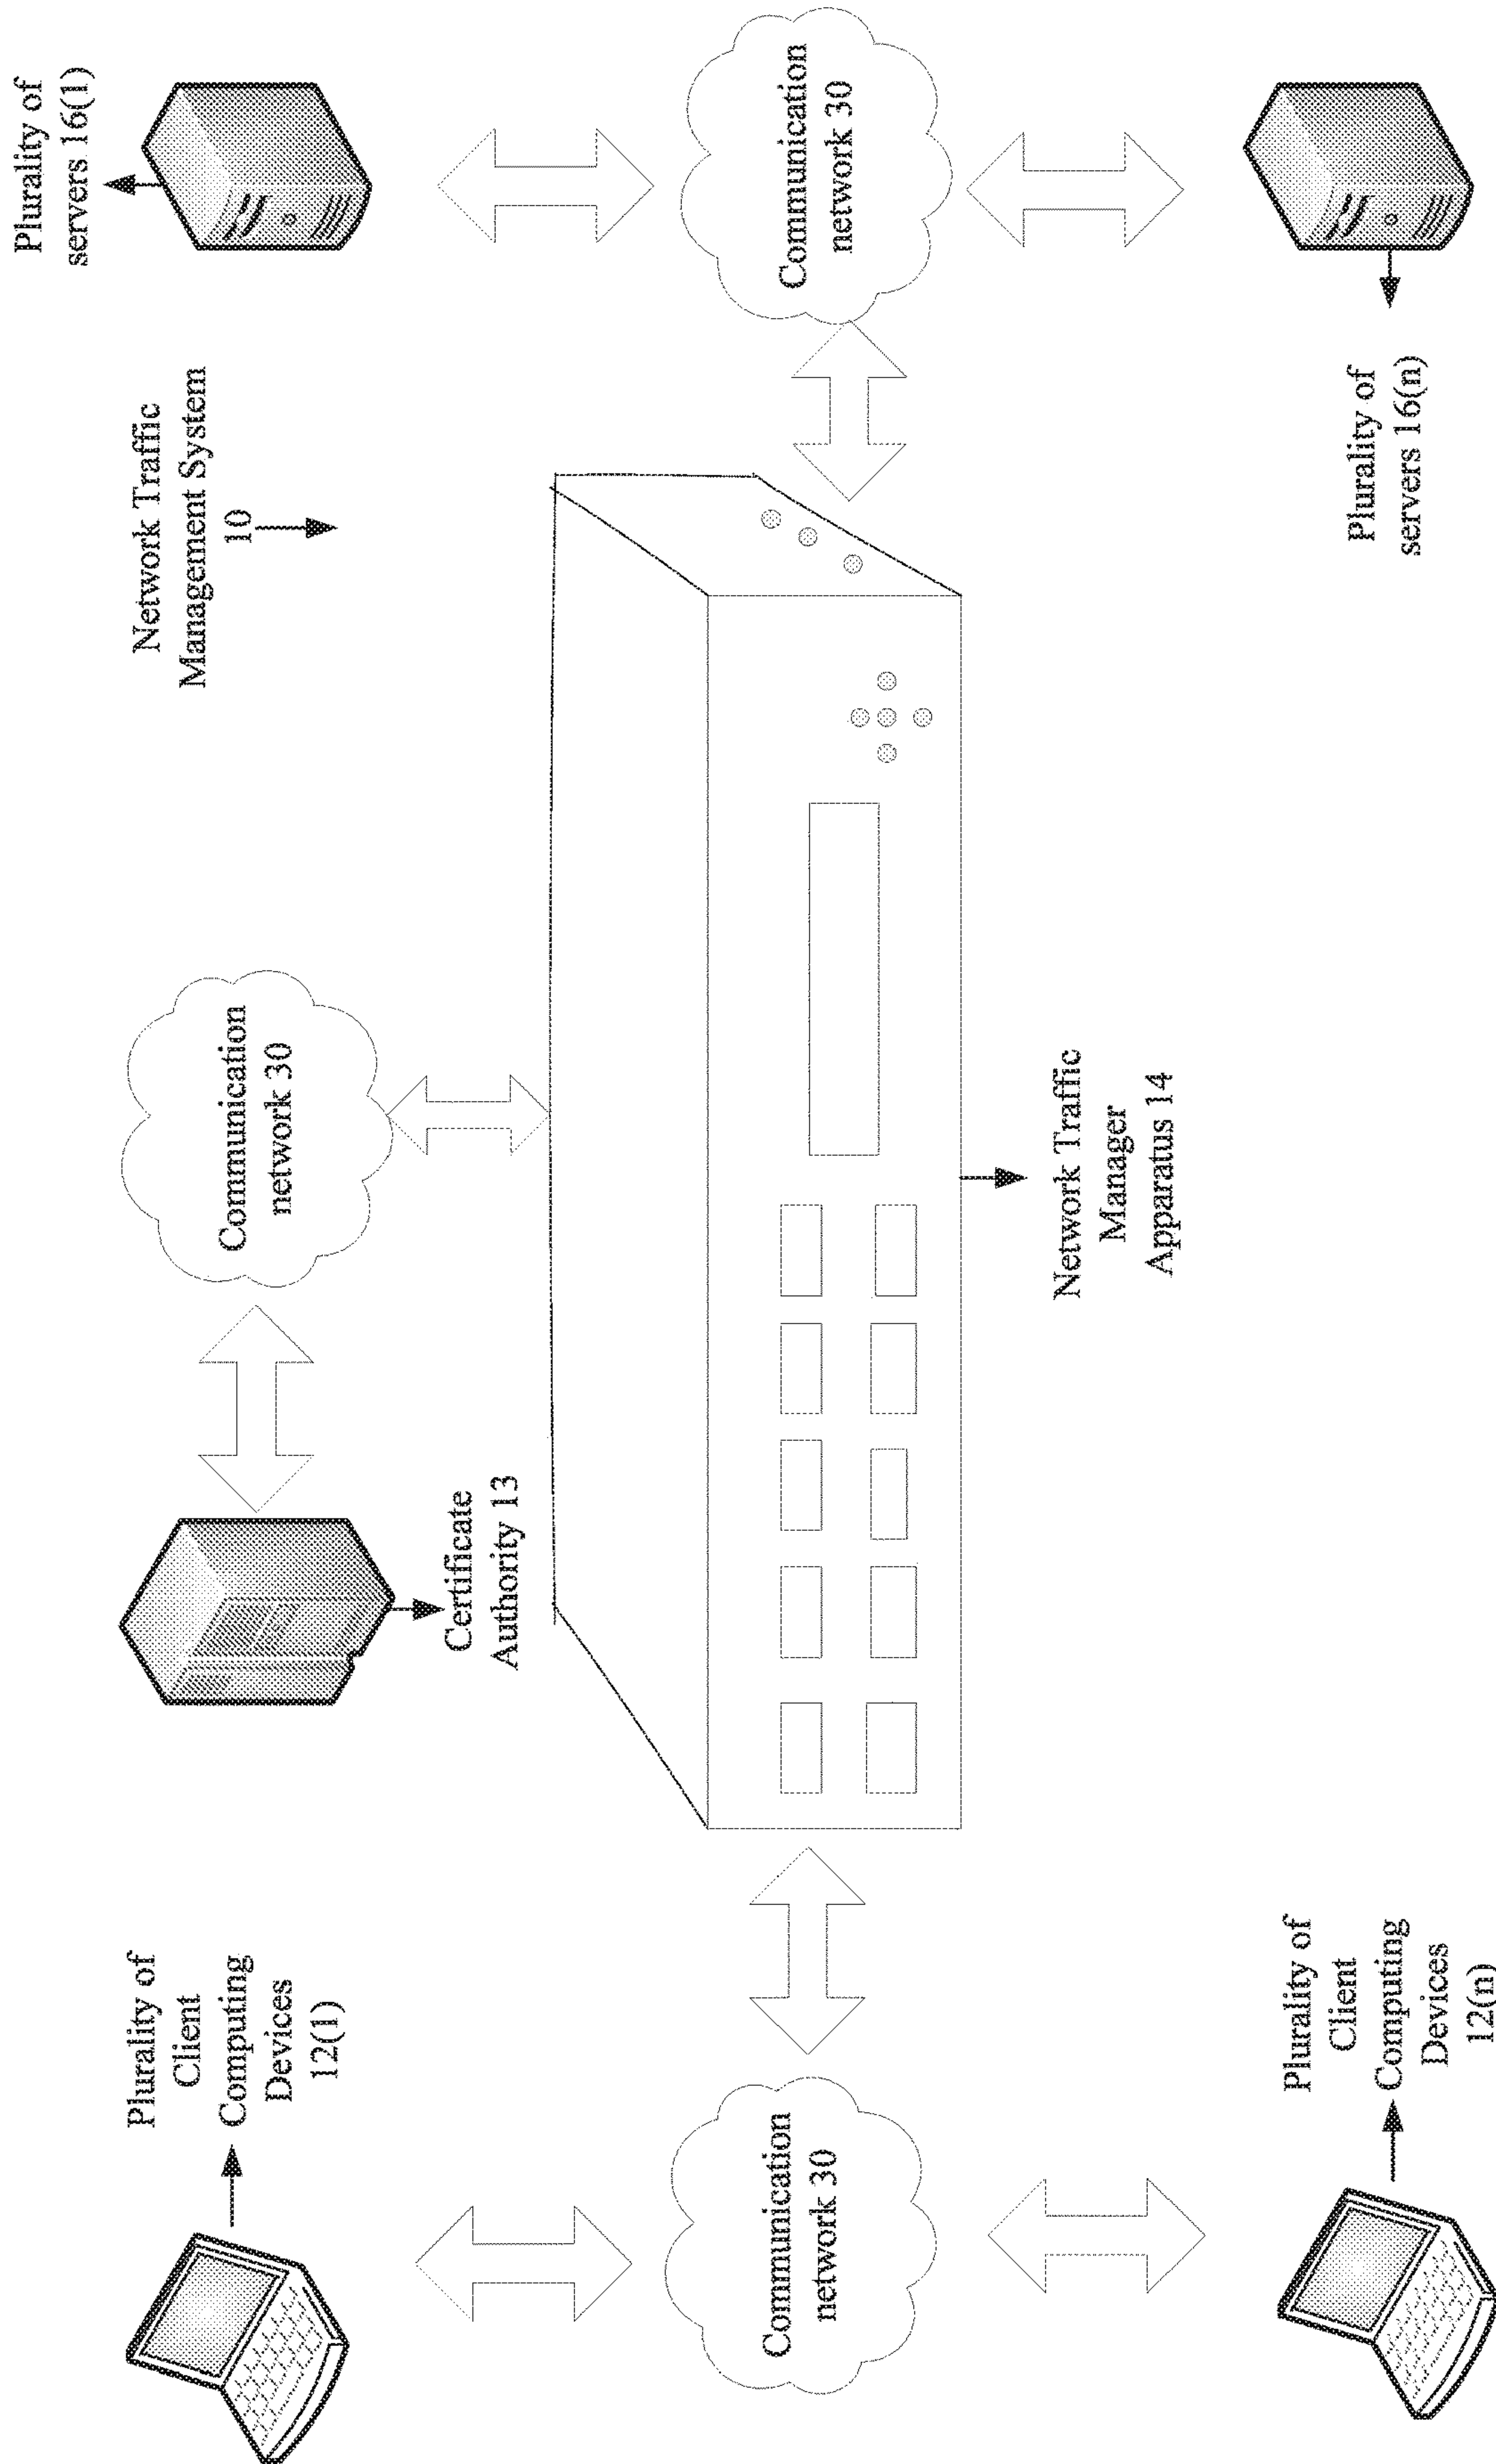 Plurality of
Client
Computing
Devices
12(1)
Certificate
Authority 13
Communication
network 30
Network Traffic
Management System
10
Plurality of
servers 16(1)
Communication
network 30
Network Traffic
Manager
Apparatus 14
Communication
network 30
Plurality of
Client
Computing
Devices
12(n)
Plurality of
servers 16(n)